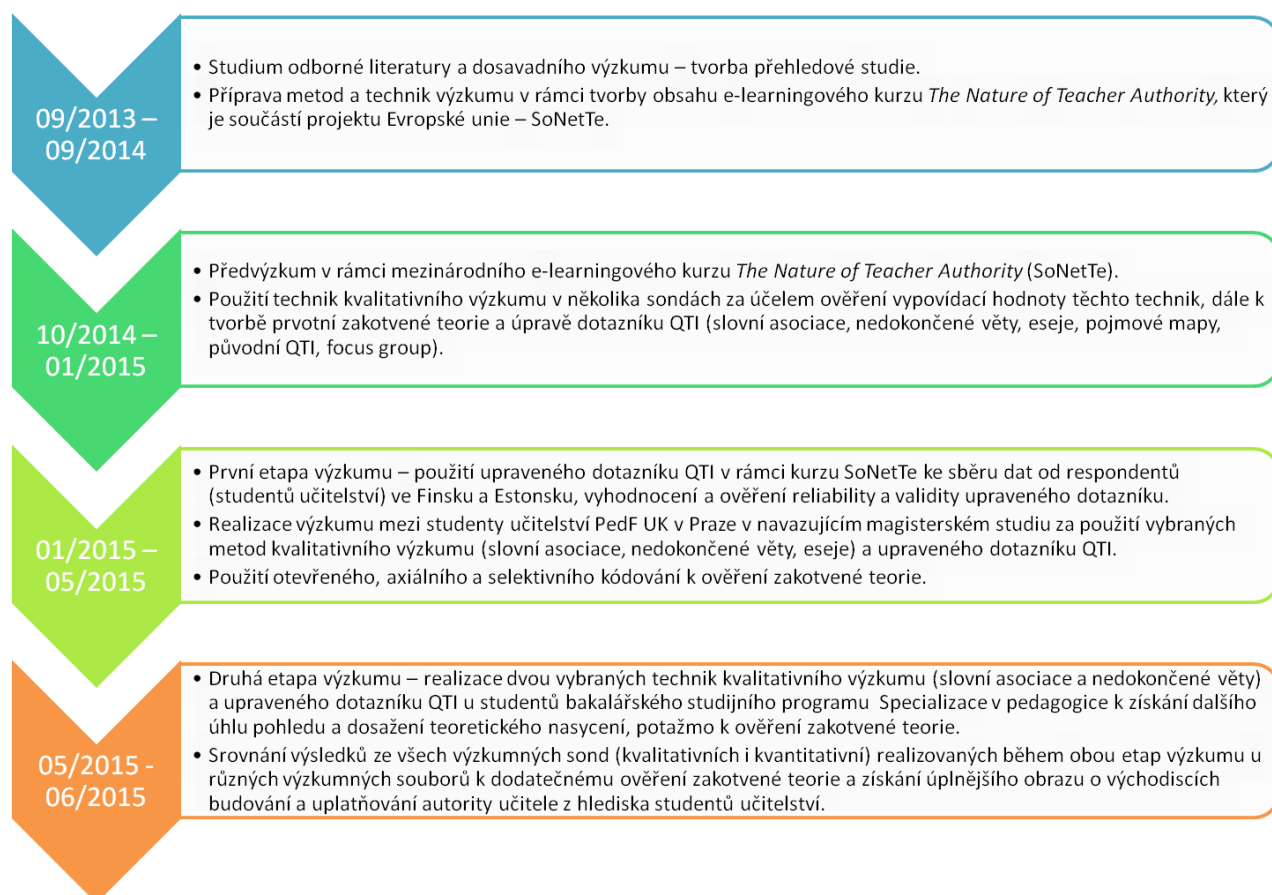 09/2013 –
09/2014
• Studium odborné literatury a dosavadního výzkumu – tvorba přehledové studie.
• Příprava metod a technik výzkumu v rámci tvorby obsahu e-learningového kurzu The Nature of Teacher Authority, který
je součástí projektu Evropské unie – SoNetTe.
10/2014 –
01/2015
• Předvýzkum v rámci mezinárodního e-learningového kurzu The Nature of Teacher Authority (SoNetTe).
• Použití technik kvalitativního výzkumu v několika sondách za účelem ověření vypovídací hodnoty těchto technik, dále k
tvorbě prvotní zakotvené teorie a úpravě dotazníku QTI (slovní asociace, nedokončené věty, eseje, pojmové mapy,
původní QTI, focus group).
01/2015 –
05/2015
• První etapa výzkumu – použití upraveného dotazníku QTI v rámci kurzu SoNetTe ke sběru dat od respondentů
(studentů učitelství) ve Finsku a Estonsku, vyhodnocení a ověření reliability a validity upraveného dotazníku.
• Realizace výzkumu mezi studenty učitelství PedF UK v Praze v navazujícím magisterském studiu za použití vybraných
metod kvalitativního výzkumu (slovní asociace, nedokončené věty, eseje) a upraveného dotazníku QTI.
• Použití otevřeného, axiálního a selektivního kódování k ověření zakotvené teorie.
05/2015 -
06/2015
• Druhá etapa výzkumu – realizace dvou vybraných technik kvalitativního výzkumu (slovní asociace a nedokončené věty)
a upraveného dotazníku QTI u studentů bakalářského studijního programu Specializace v pedagogice k získání dalšího
úhlu pohledu a dosažení teoretického nasycení, potažmo k ověření zakotvené teorie.
• Srovnání výsledků ze všech výzkumných sond (kvalitativních i kvantitativní) realizovaných během obou etap výzkumu u
různých výzkumných souborů k dodatečnému ověření zakotvené teorie a získání úplnějšího obrazu o východiscích
budování a uplatňování autority učitele z hlediska studentů učitelství.